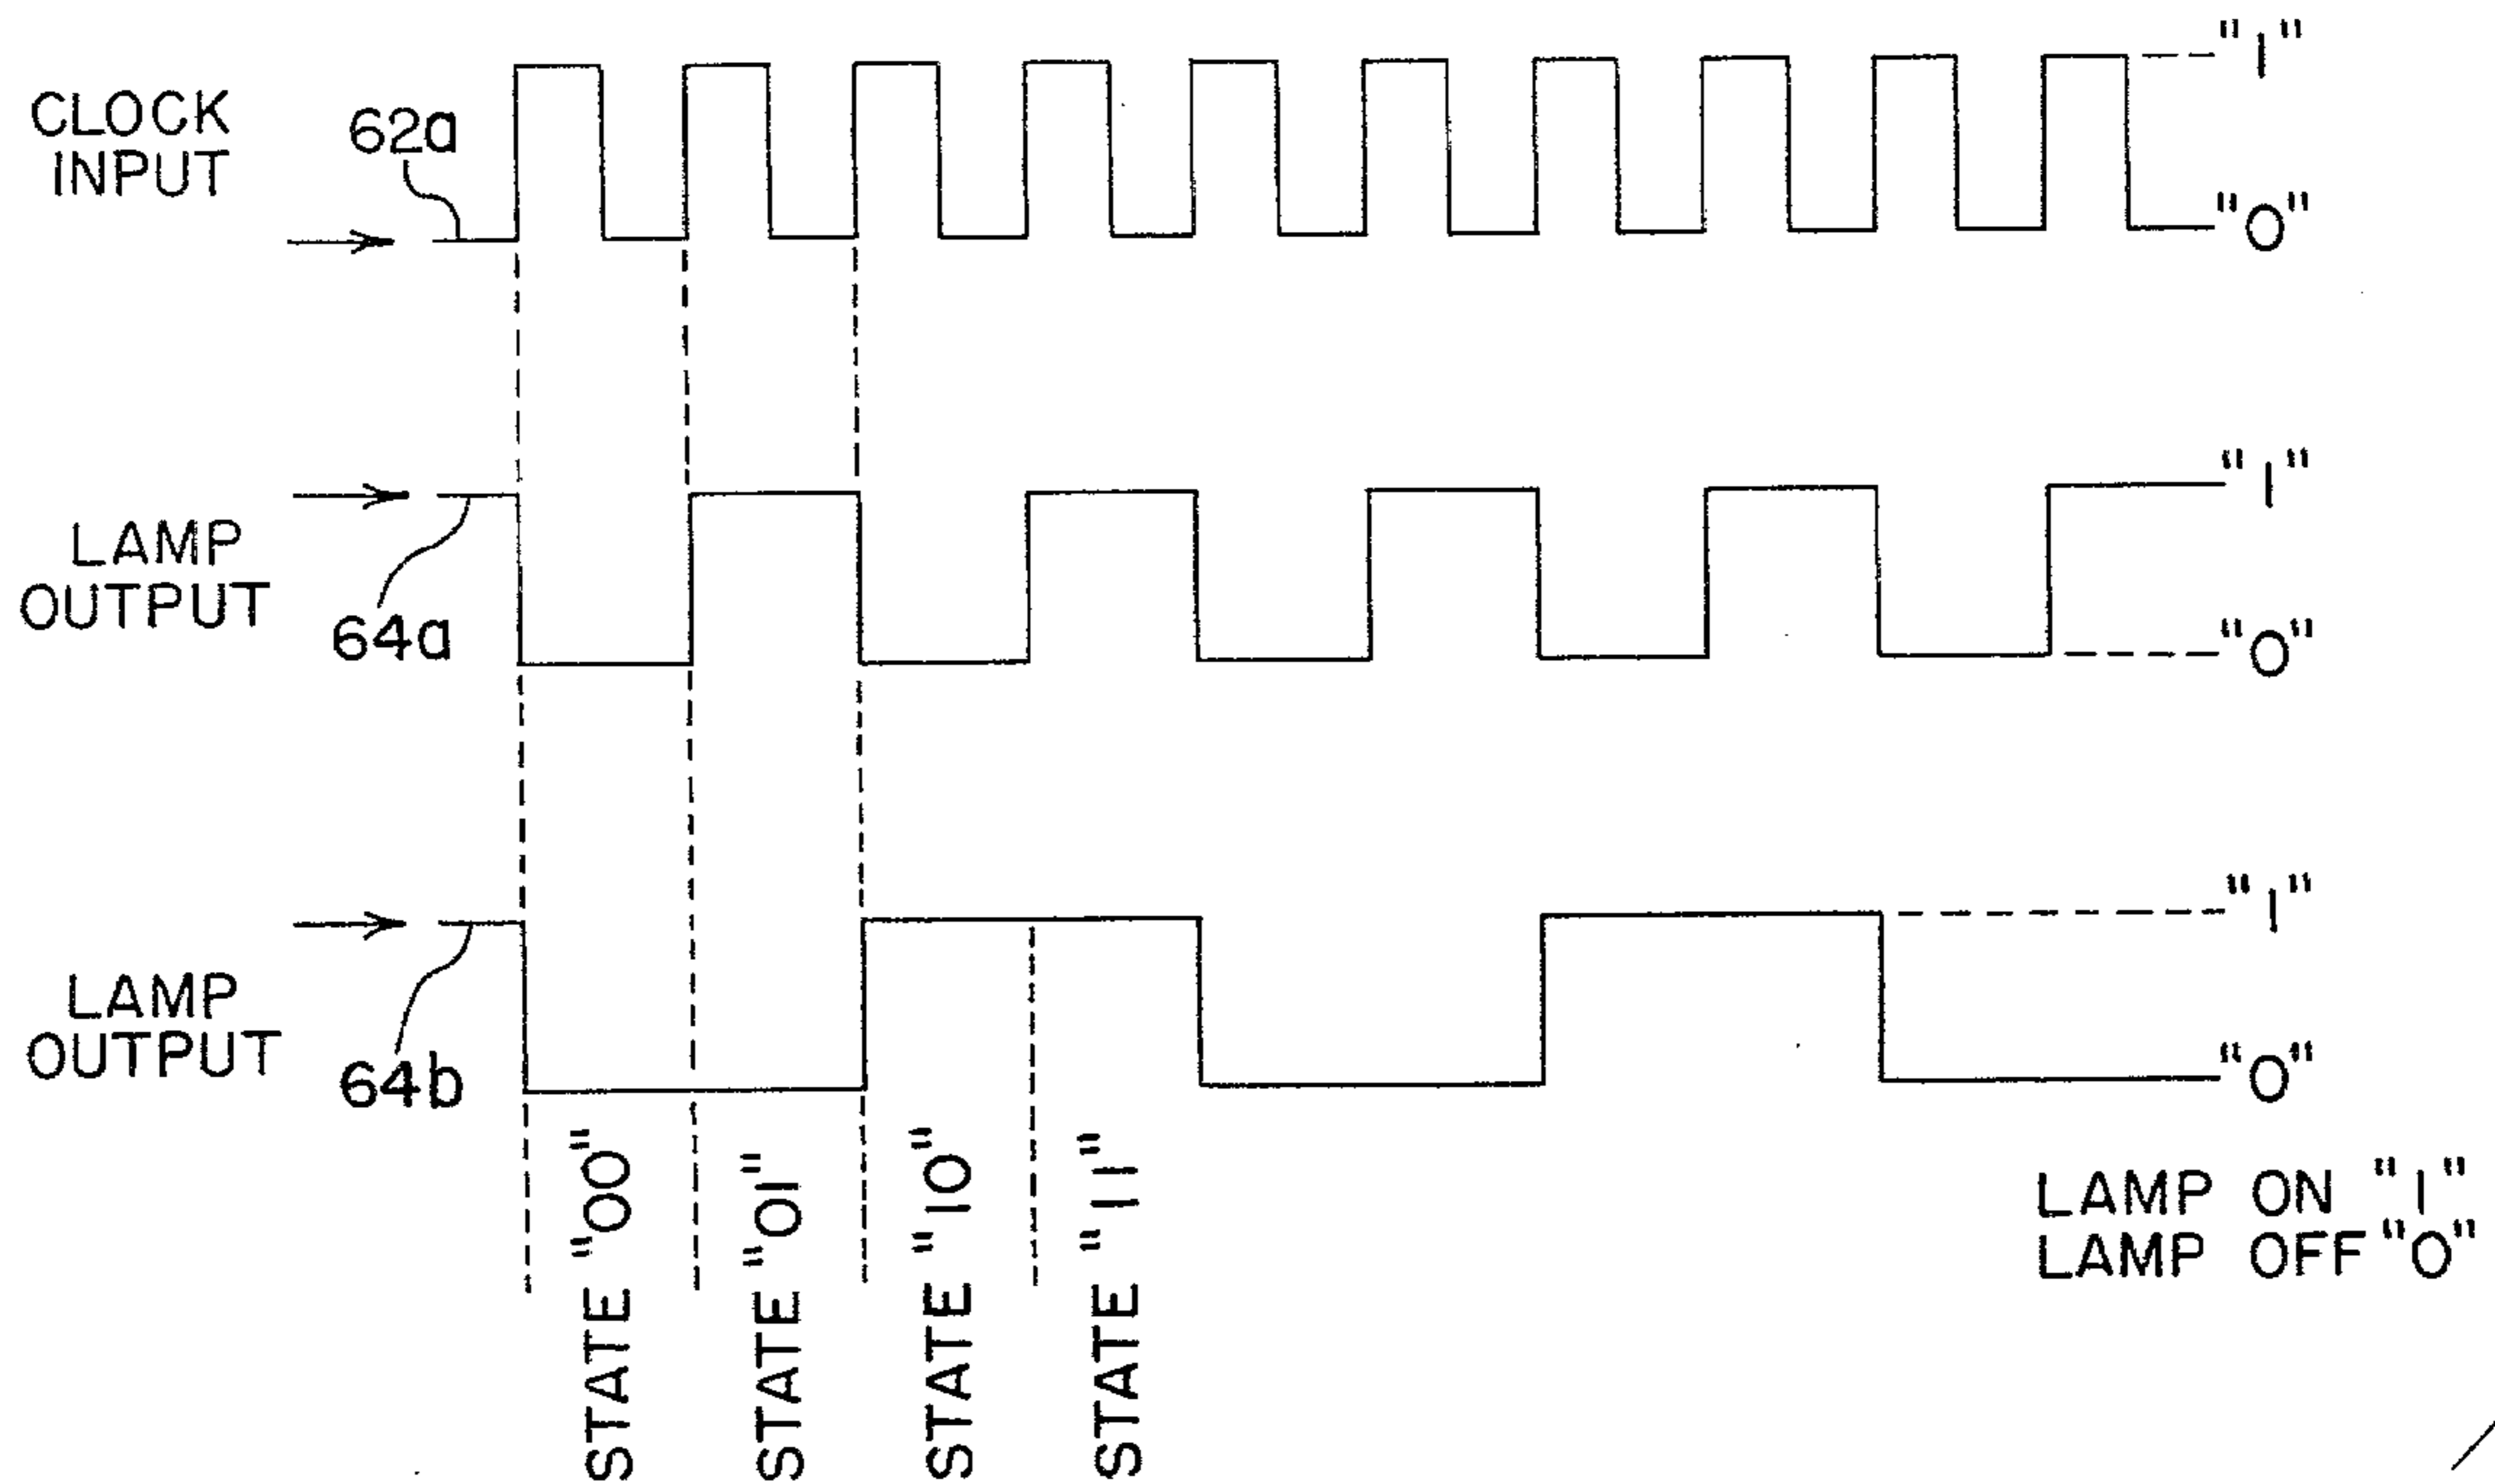 CLOCK
INPUT
62a
"1"
"0"
LAMP
OUTPUT
64a
"1"
"0"
LAMP
OUTPUT
64b
"1"
"0"
STATE "00"
STATE "01"
STATE "10"
STATE "11"
LAMP ON "1"
LAMP OFF "0"